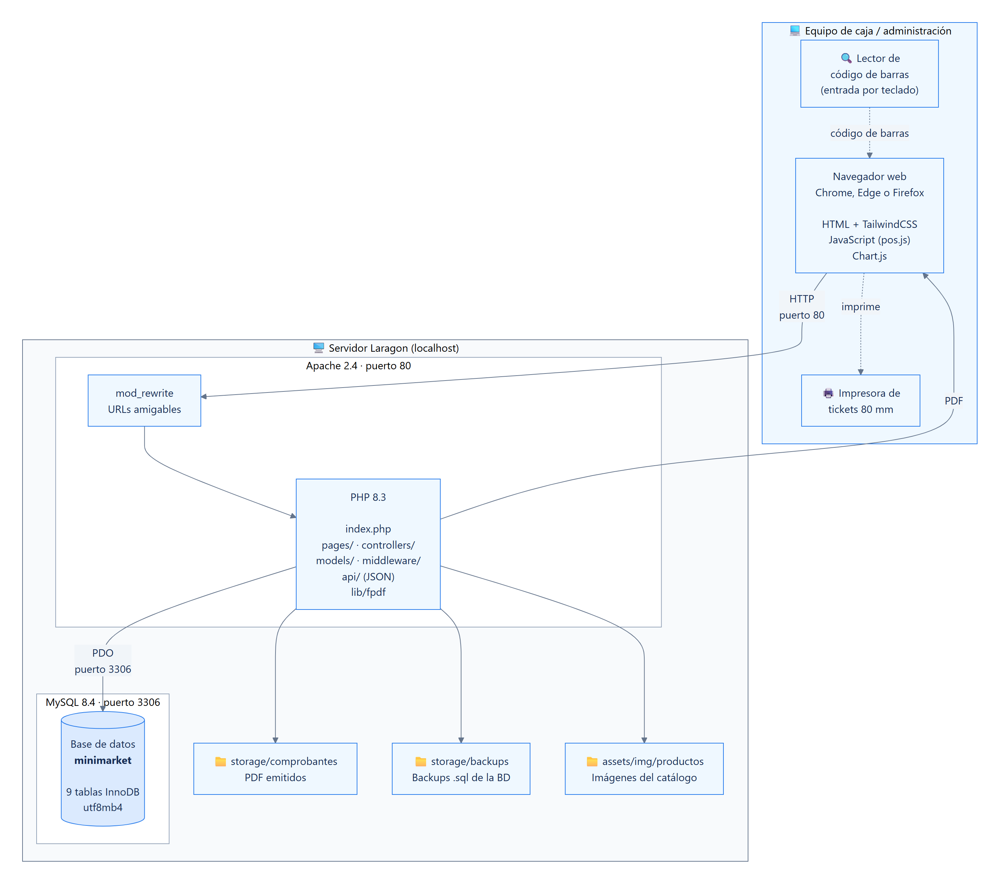 Equipo de caja / administración
Lector de
código de barras
(entrada por teclado)
código de barras
Navegador web
Chrome, Edge o Firefox
HTML + TailwindCSS
JavaScript (pos.js)
Chart.js
HTTP
puerto 80
imprime
Impresora de
tickets 80 mm
PDF
Servidor Laragon (localhost)
Apache 2.4 · puerto 80
mod_rewrite
URLs amigables
PHP 8.3
index.php
pages/ · controllers/
models/ · middleware/
api/ (JSON)
lib/fpdf
PDO
puerto 3306
MySQL 8.4 · puerto 3306
Base de datos
minimarket
9 tablas InnoDB
utf8mb4
storage/comprobantes
PDF emitidos
storage/backups
Backups .sql de la BD
assets/img/productos
Imágenes del catálogo